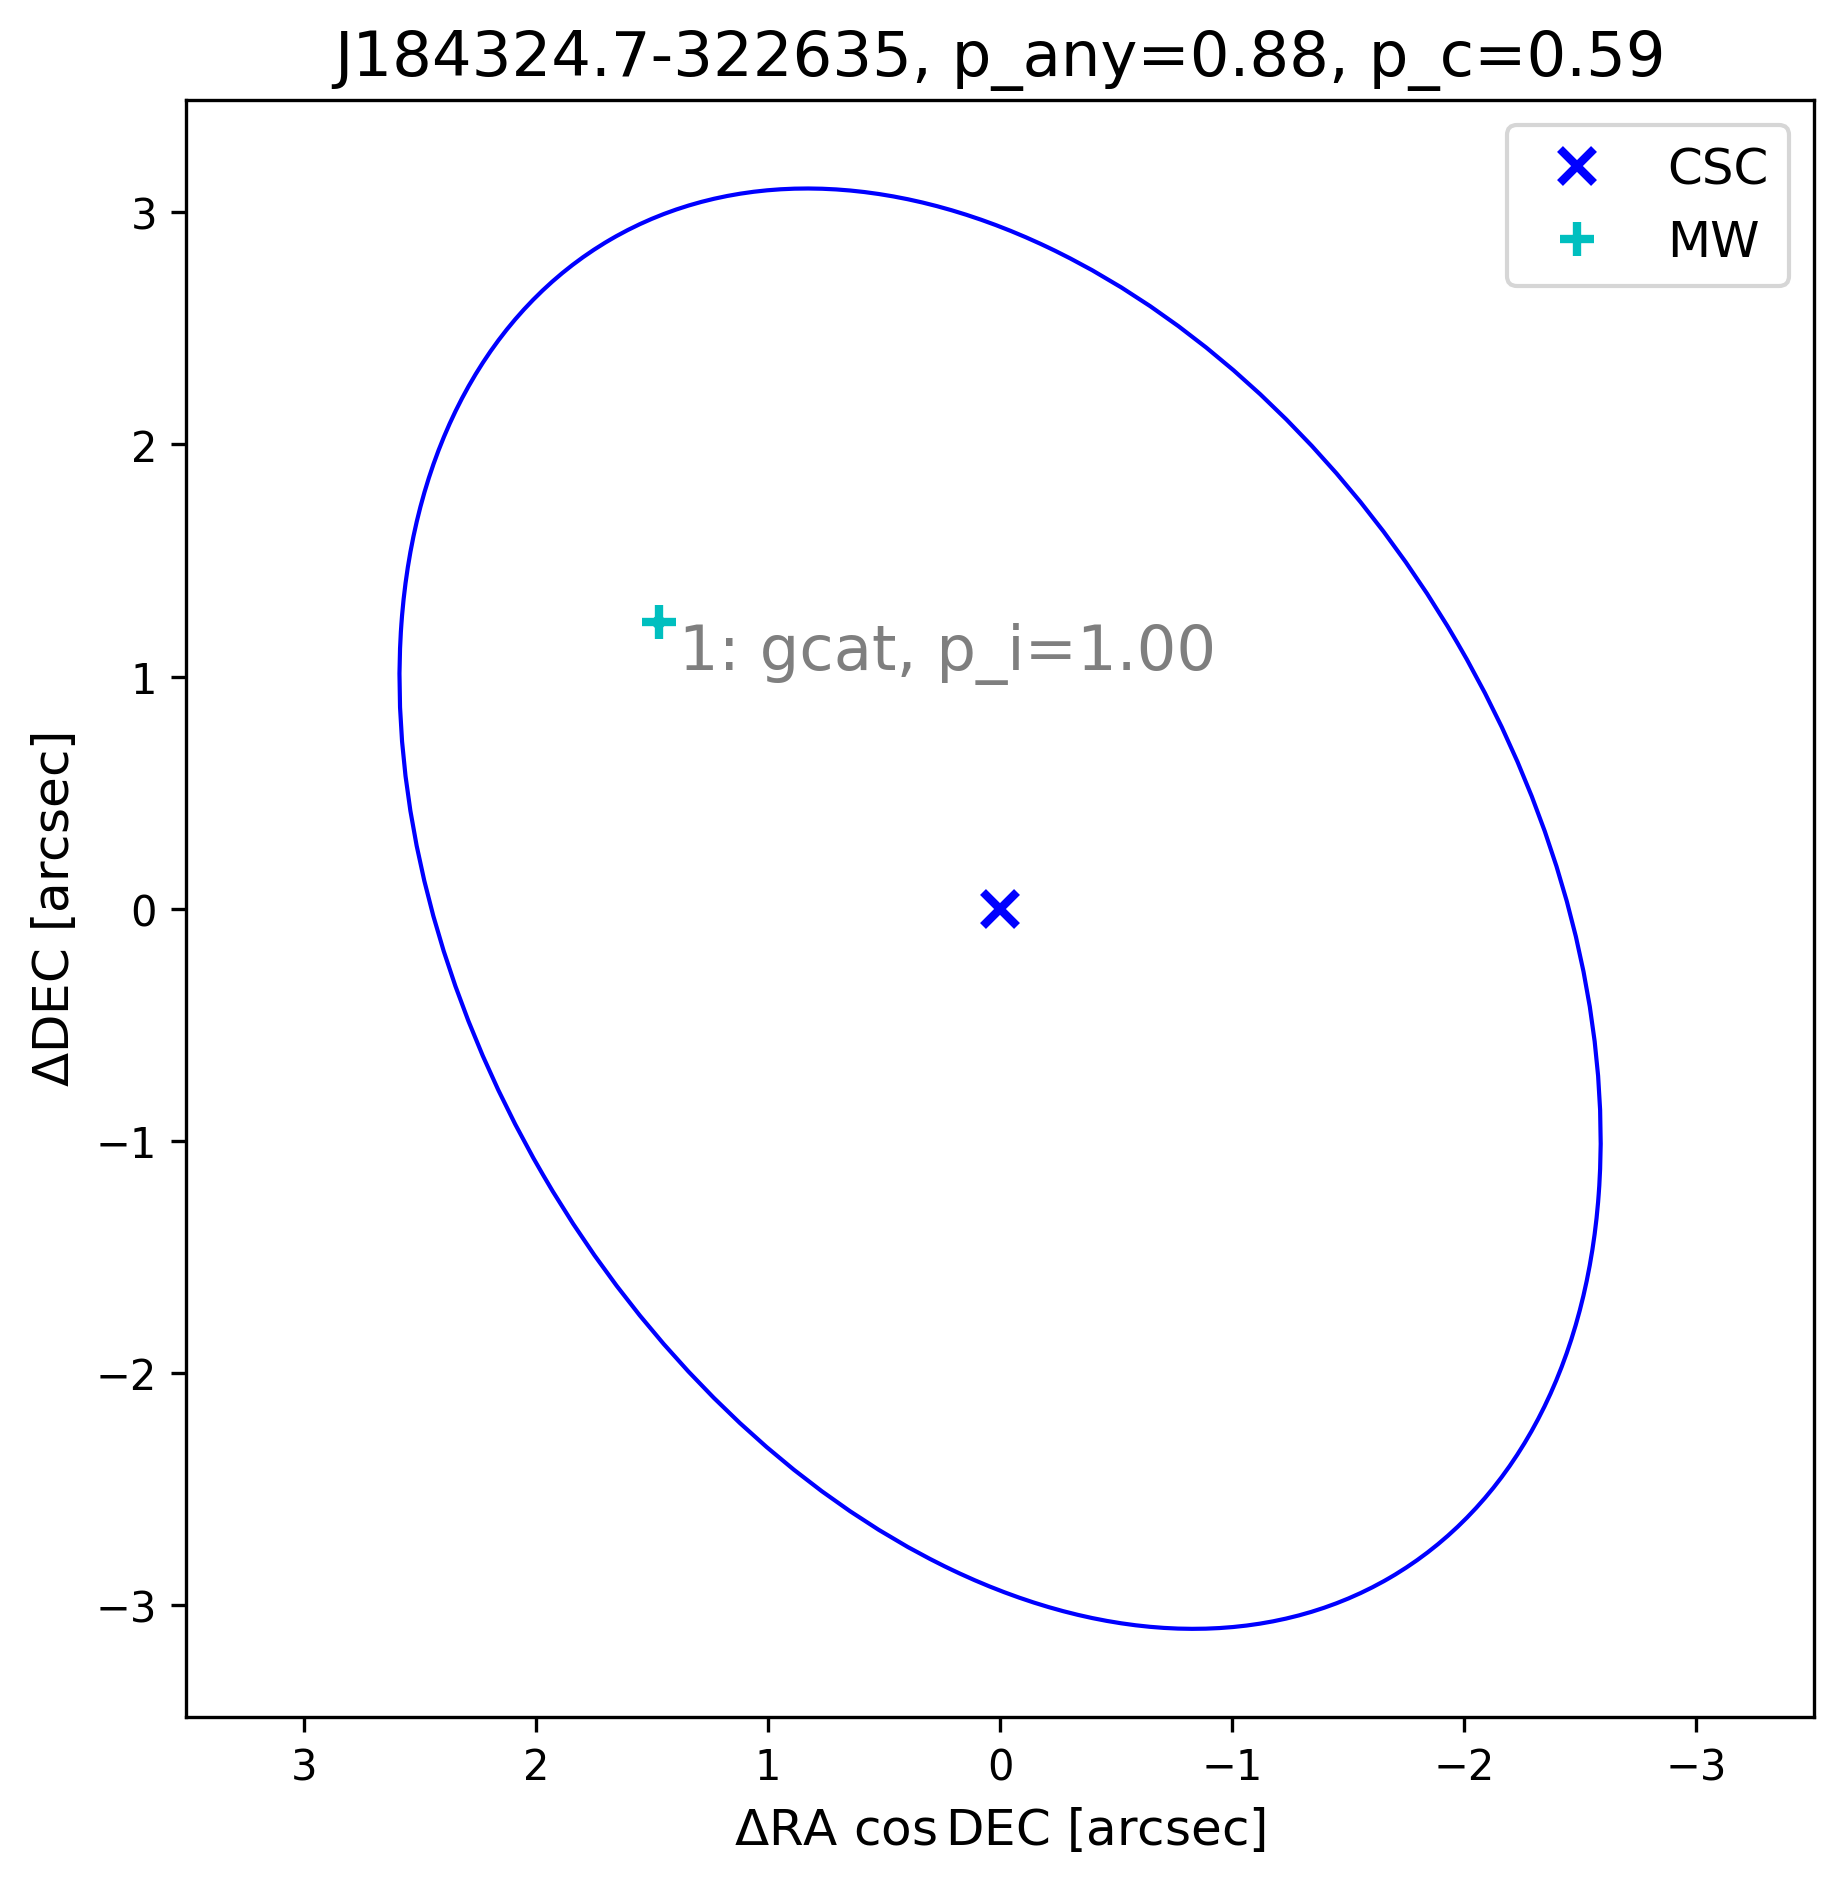 J184324.7-322635, p_any=0.88, p_c=0.59
CSC
MW
3
2
1
0
−1
−2
−3
1: gcat, p_i=1.00
ΔDEC [arcsec]
3
2
1
0
−1
−2
−3
ΔRA cos DEC [arcsec]